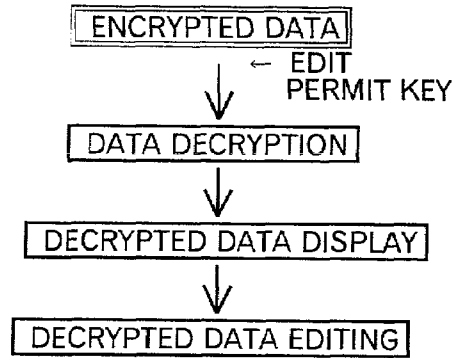 ENCRYPTED DATA
← EDIT
PERMIT KEY
DATA DECRYPTION
DECRYPTED DATA DISPLAY
DECRYPTED DATA EDITING